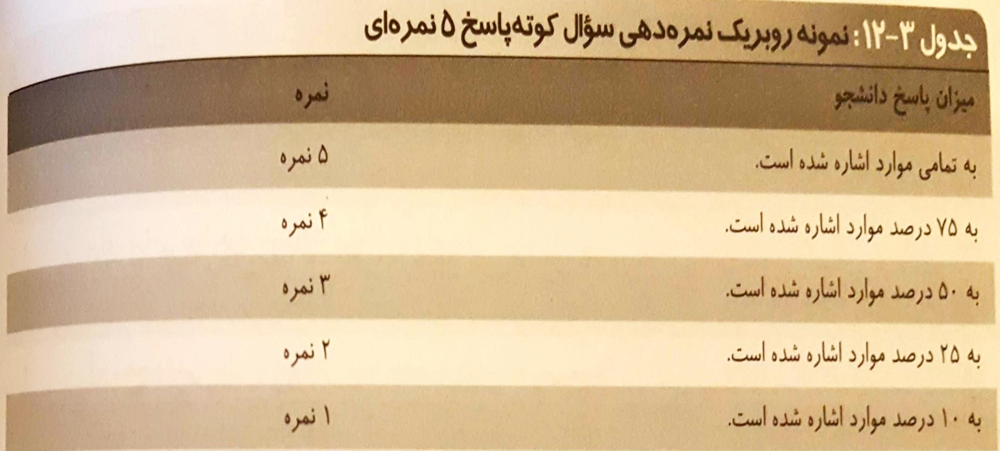 جدول ۳-۱۲: نمونه روبریک نمره‌دهی سؤال کوته‌پاسخ ۵ نمره‌ای
میزان پاسخ دانشجو نمره
به تمامی موارد اشاره شده است. ۵ نمره
به ۷۵ درصد موارد اشاره شده است. ۴ نمره
به ۵۰ درصد موارد اشاره شده است. ۳ نمره
به ۲۵ درصد موارد اشاره شده است. ۲ نمره
به ۱۰ درصد موارد اشاره شده است. ۱ نمره